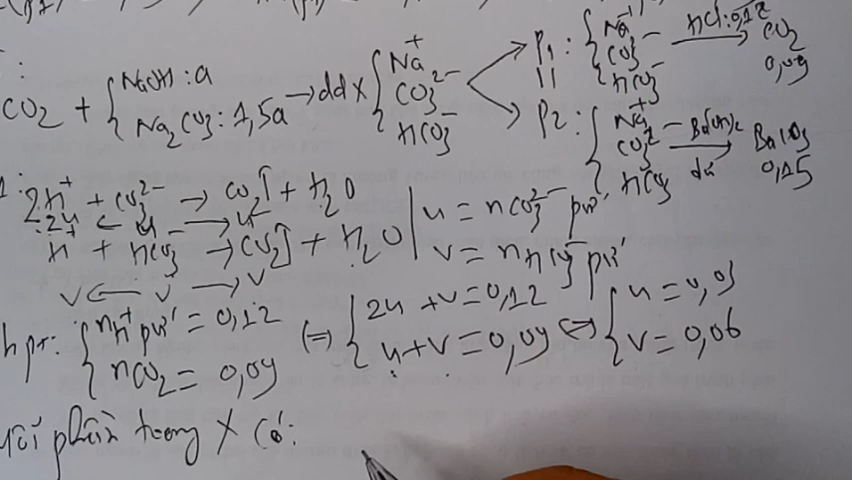 CO2 + { NaOH : a
Na2CO3 : 1,5a → dd X { Na+
CO3 2-
HCO3 -
P1 : { Na+
CO3 2-
HCO3 - HCl : 0,12 → CO2
0,09
||
P2 : { Na+
CO3 2-
HCO3 - Ba(OH)2 dư → BaCO3
0,15
2H+ + CO3 2- → CO2↑ + H2O
2u ← u → u
H+ + HCO3 - → CO2↑ + H2O
v ← v → v
u = nCO3 2- pư
v = nHCO3 - pư
hpt: { nH+ pư = 0,12
nCO2 = 0,09 ⇔ { 2u + v = 0,12
u + v = 0,09 ⇔ { u = 0,03
v = 0,06
phần trong X có: